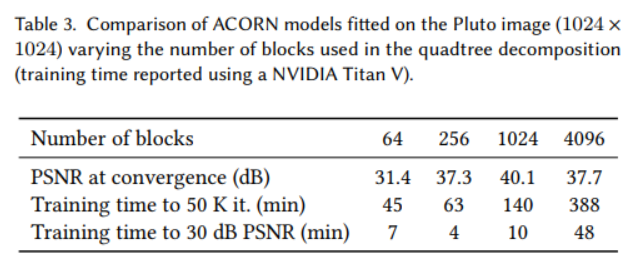 Table 3. Comparison of ACORN models fitted on the Pluto image (1024 ×
1024) varying the number of blocks used in the quadtree decomposition
(training time reported using a NVIDIA Titan V).
Number of blocks 64 256 1024 4096
PSNR at convergence (dB) 31.4 37.3 40.1 37.7
Training time to 50 K it. (min) 45 63 140 388
Training time to 30 dB PSNR (min) 7 4 10 48